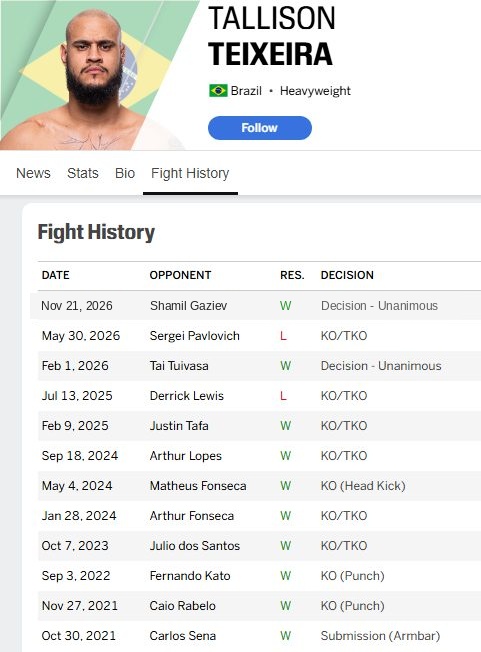 TALLISON
TEIXEIRA
Brazil • Heavyweight
Follow
News Stats Bio Fight History
Fight History
DATE OPPONENT RES. DECISION
Nov 21, 2026 Shamil Gaziev W Decision - Unanimous
May 30, 2026 Sergei Pavlovich L KO/TKO
Feb 1, 2026 Tai Tuivasa W Decision - Unanimous
Jul 13, 2025 Derrick Lewis L KO/TKO
Feb 9, 2025 Justin Tafa W KO/TKO
Sep 18, 2024 Arthur Lopes W KO/TKO
May 4, 2024 Matheus Fonseca W KO (Head Kick)
Jan 28, 2024 Arthur Fonseca W KO/TKO
Oct 7, 2023 Julio dos Santos W KO/TKO
Sep 3, 2022 Fernando Kato W KO (Punch)
Nov 27, 2021 Caio Rabelo W KO (Punch)
Oct 30, 2021 Carlos Sena W Submission (Armbar)